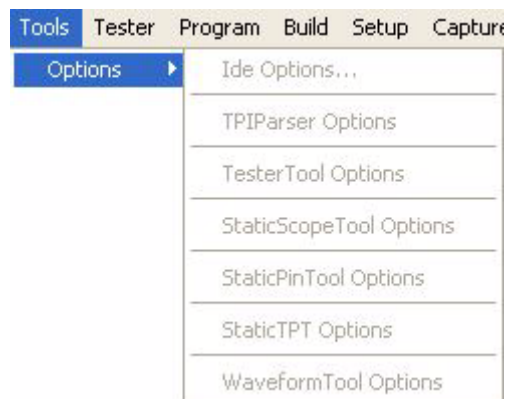 Tools Tester Program Build Setup Capture
Options
Ide Options...
TPIParser Options
TesterTool Options
StaticScopeTool Options
StaticPinTool Options
StaticTPT Options
WaveformTool Options